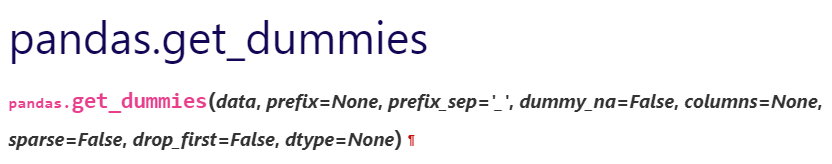 pandas.get_dummies
pandas.get_dummies(data, prefix=None, prefix_sep='_', dummy_na=False, columns=None,
sparse=False, drop_first=False, dtype=None) ¶